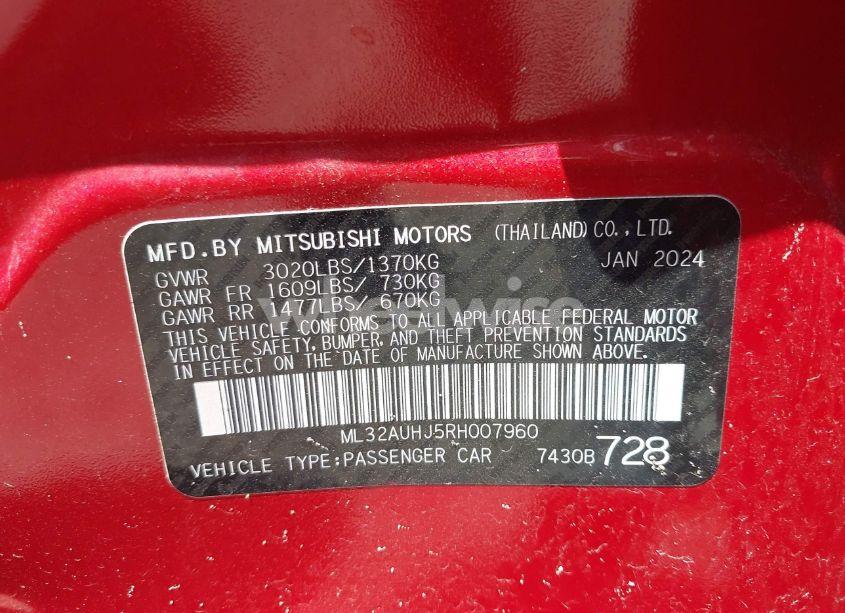 MFD.BY MITSUBISHI MOTORS (THAILAND)CO.,LTD.
GVWR 3020LBS/1370KG JAN 2024
GAWR FR 1609LBS/ 730KG
GAWR RR 1477LBS/ 670KG
THIS VEHICLE CONFORMS TO ALL APPLICABLE FEDERAL MOTOR
VEHICLE SAFETY, BUMPER, AND THEFT PREVENTION STANDARDS
IN EFFECT ON THE DATE OF MANUFACTURE SHOWN ABOVE.
ML32AUHJ5RH007960
VEHICLE TYPE:PASSENGER CAR 7430B 728
wheelwise